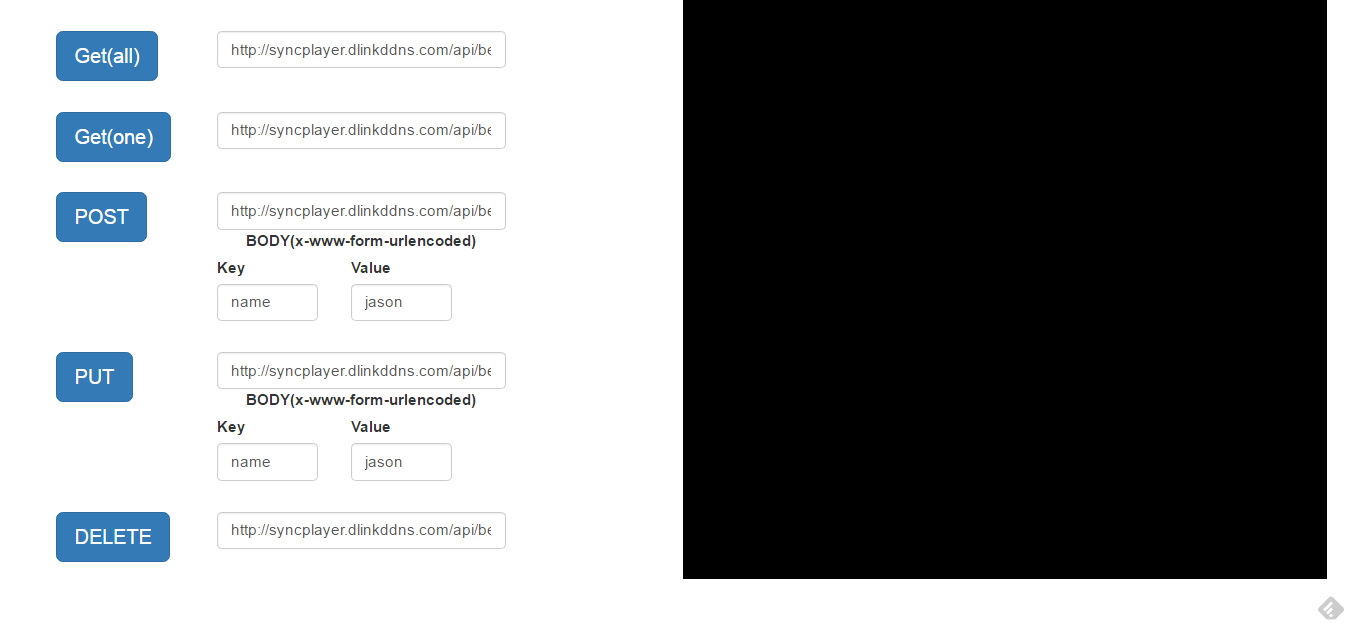 Get(all)
http://syncplayer.dlinkddns.com/api/be
Get(one)
http://syncplayer.dlinkddns.com/api/be
POST
http://syncplayer.dlinkddns.com/api/be
BODY(x-www-form-urlencoded)
Key Value
name jason
PUT
http://syncplayer.dlinkddns.com/api/be
BODY(x-www-form-urlencoded)
Key Value
name jason
DELETE
http://syncplayer.dlinkddns.com/api/be